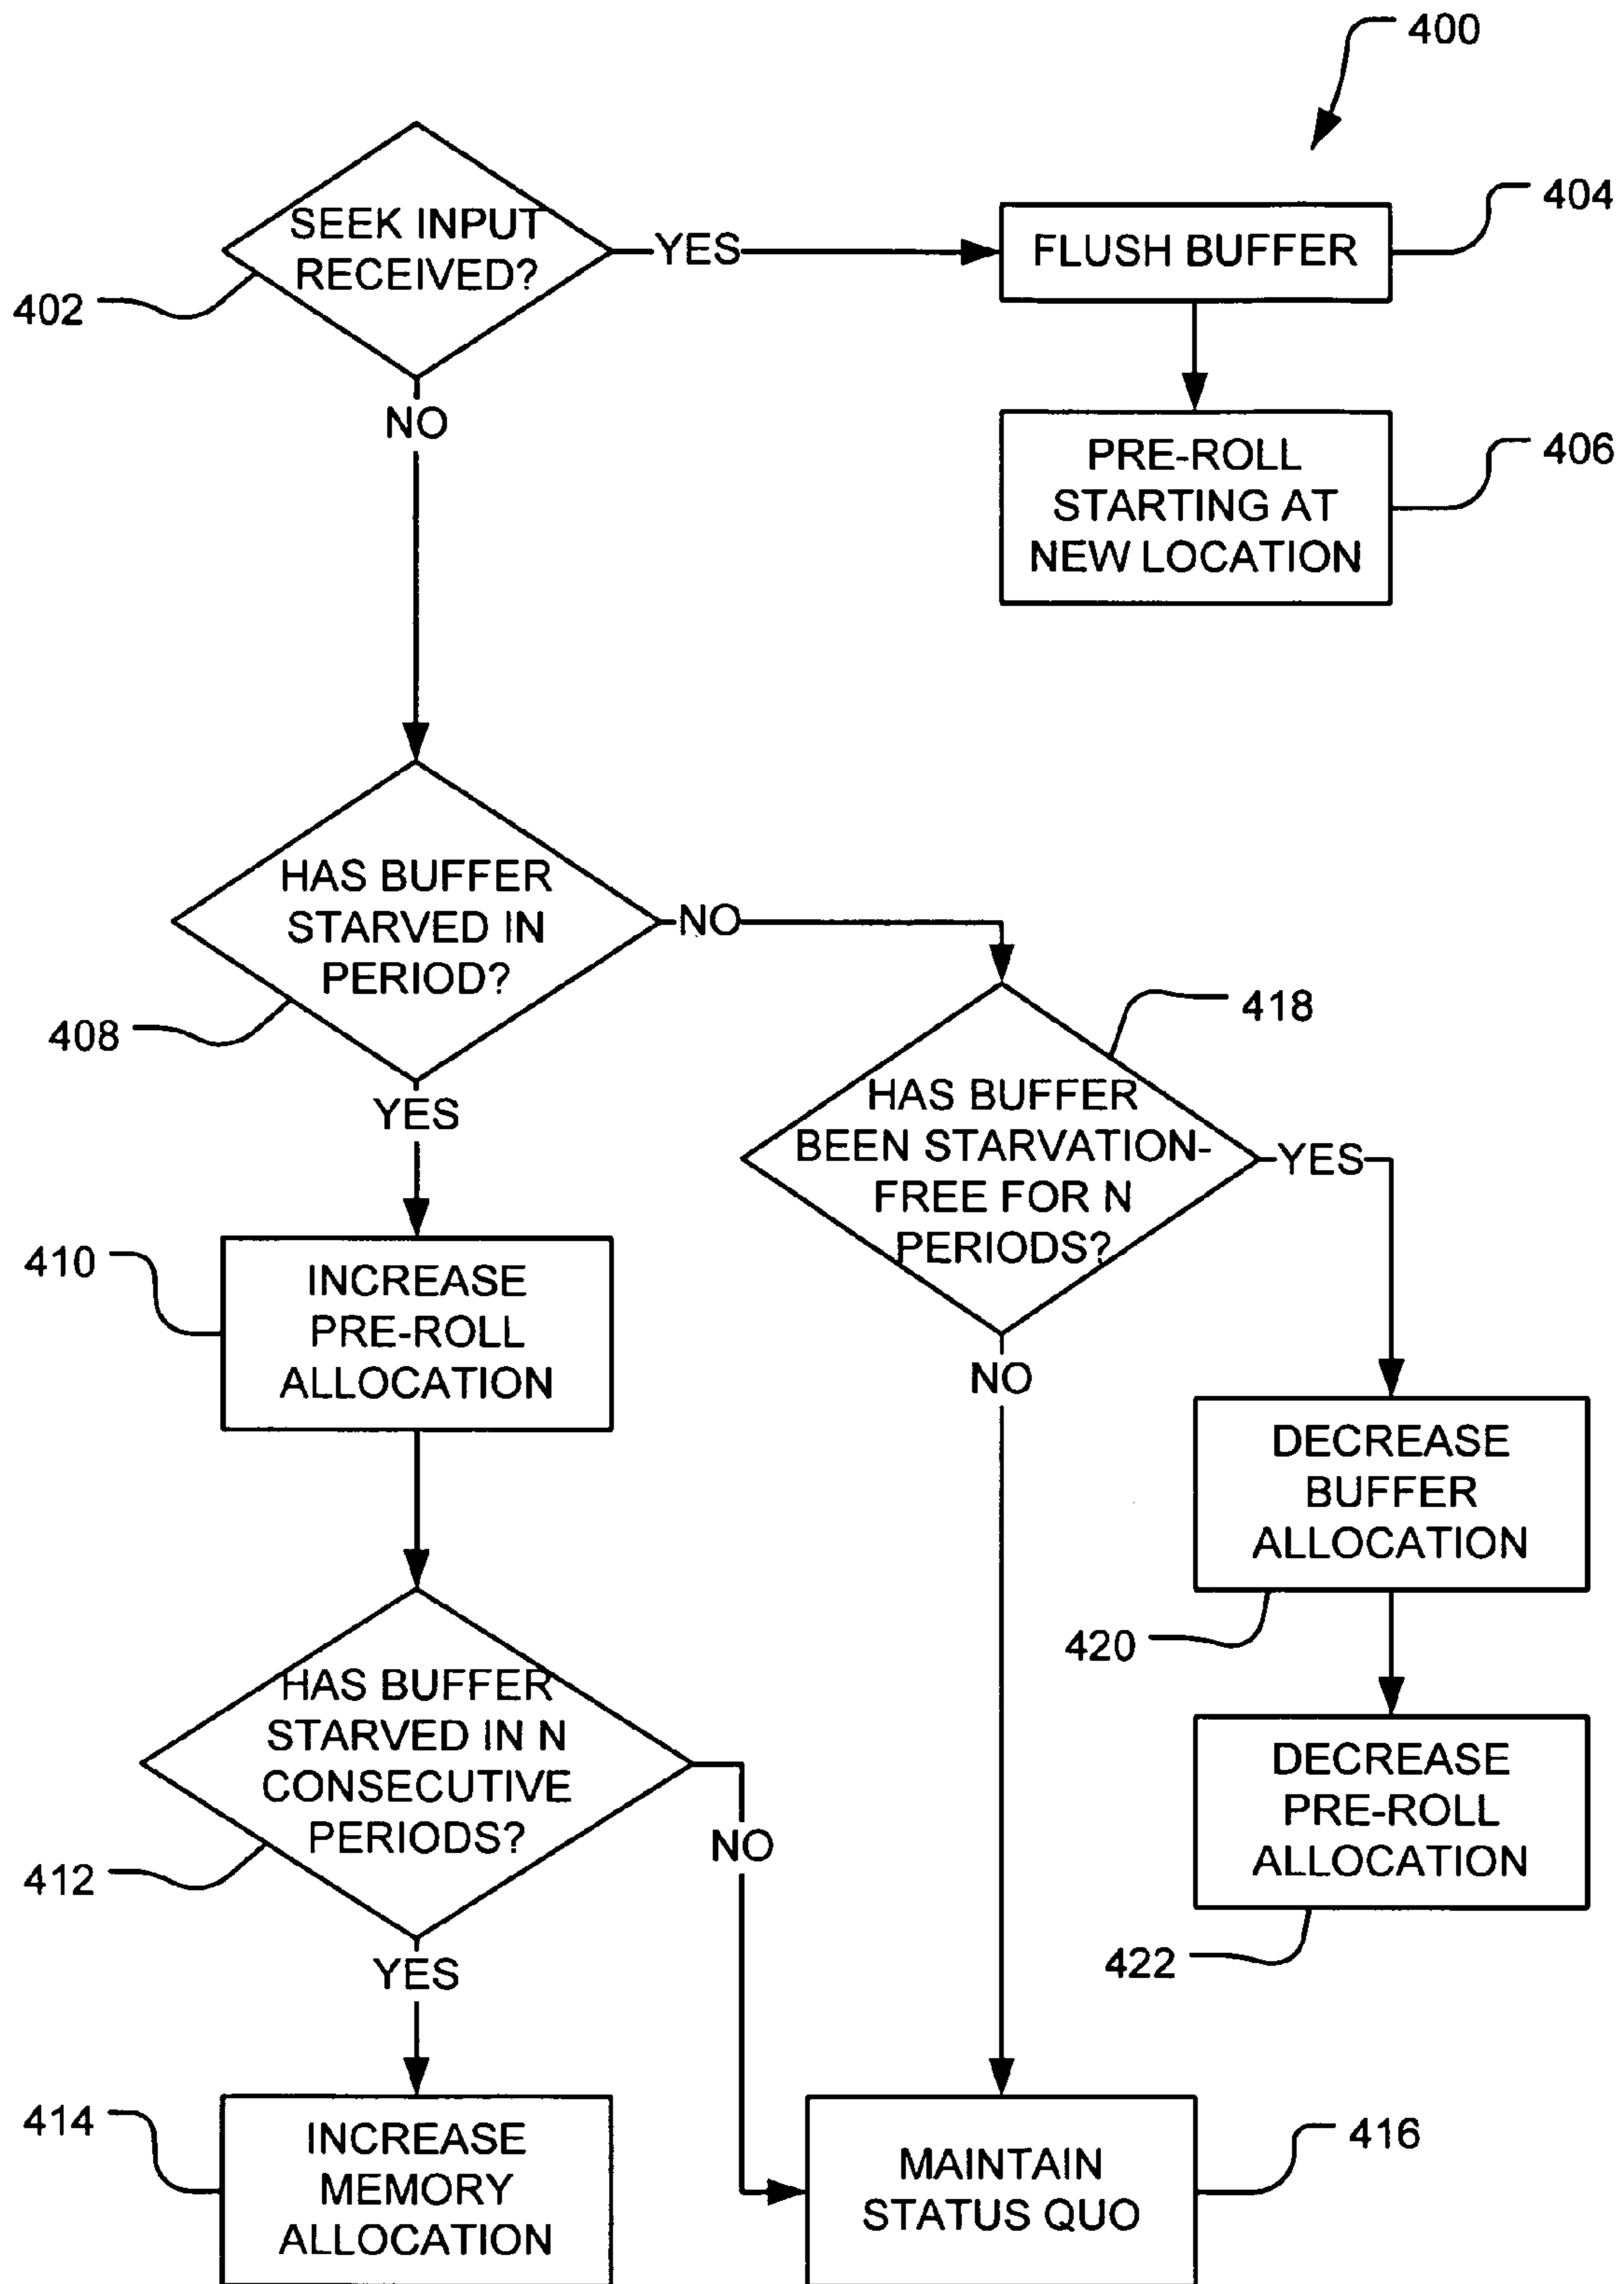 400
SEEK INPUT
RECEIVED?
402
YES
FLUSH BUFFER
404
PRE-ROLL
STARTING AT
NEW LOCATION
406
NO
HAS BUFFER
STARVED IN
PERIOD?
408
NO
YES
HAS BUFFER
BEEN STARVATION-
FREE FOR N
PERIODS?
418
YES
NO
410
INCREASE
PRE-ROLL
ALLOCATION
DECREASE
BUFFER
ALLOCATION
420
HAS BUFFER
STARVED IN N
CONSECUTIVE
PERIODS?
412
NO
YES
DECREASE
PRE-ROLL
ALLOCATION
422
414
INCREASE
MEMORY
ALLOCATION
MAINTAIN
STATUS QUO
416